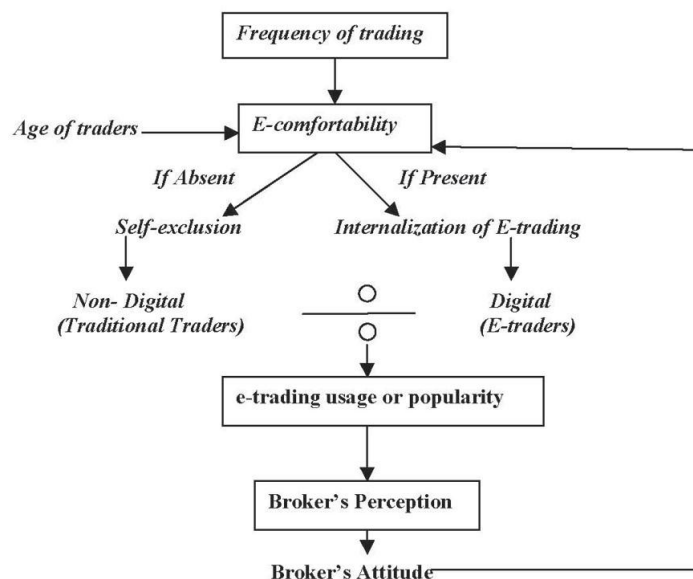 Frequency of trading
Age of traders
E-comfortability
If Absent
If Present
Self-exclusion
Internalization of E-trading
Non- Digital
(Traditional Traders)
Digital
(E-traders)
e-trading usage or popularity
Broker's Perception
Broker's Attitude